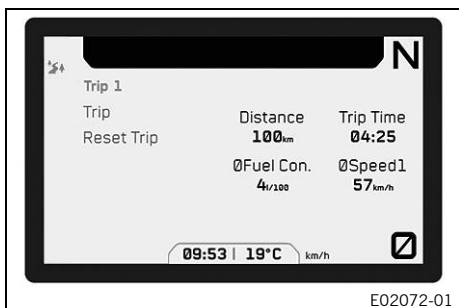 N
Trip 1
Trip
Reset Trip
Distance Trip Time
100km 04:25
ØFuel Con. ØSpeed1
4l/100 57km/h
09:53 | 19°C km/h 0
E02072-01